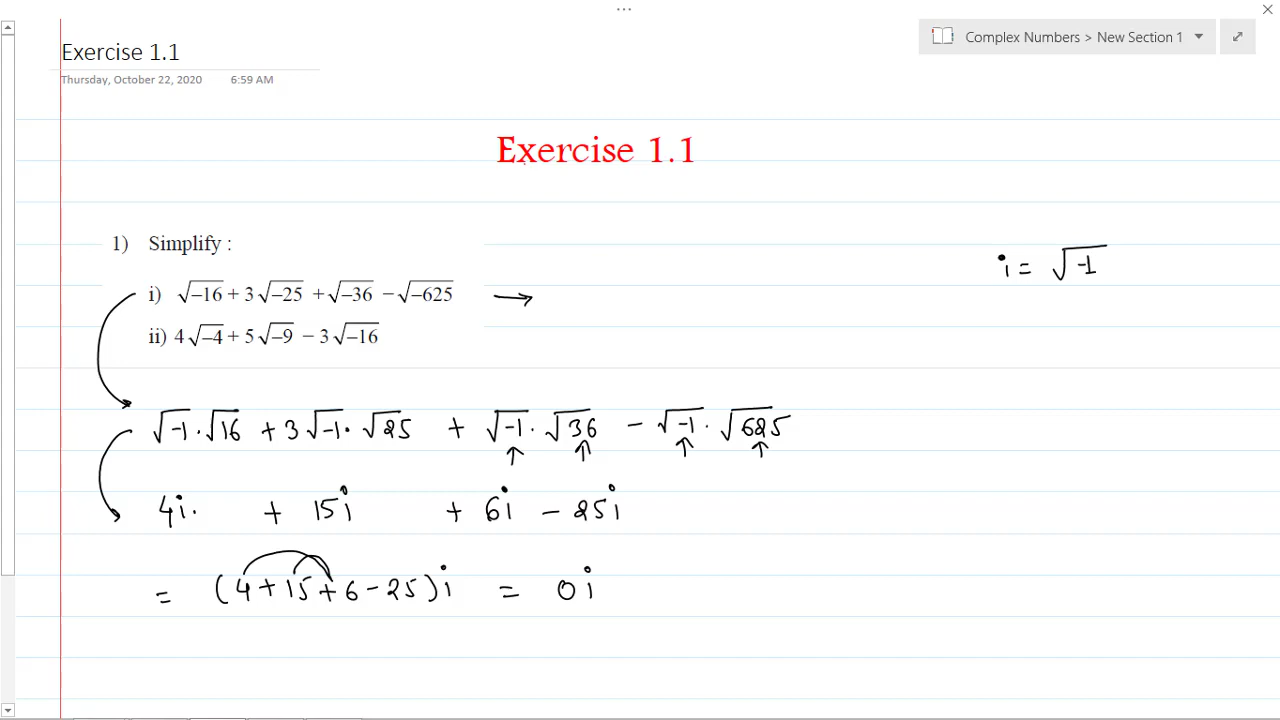 Exercise 1.1
Complex Numbers > New Section 1
Thursday, October 22, 2020 6:59 AM
Exercise 1.1
1) Simplify :
i) √–16 + 3√–25 + √–36 – √–625 →
i = √-1
ii) 4√–4 + 5√–9 – 3√–16
√-1 · √16 + 3√-1 · √25 + √-1 · √36 - √-1 · √625
4i. + 15i + 6i - 25i
= (4+15+6-25)i = 0i